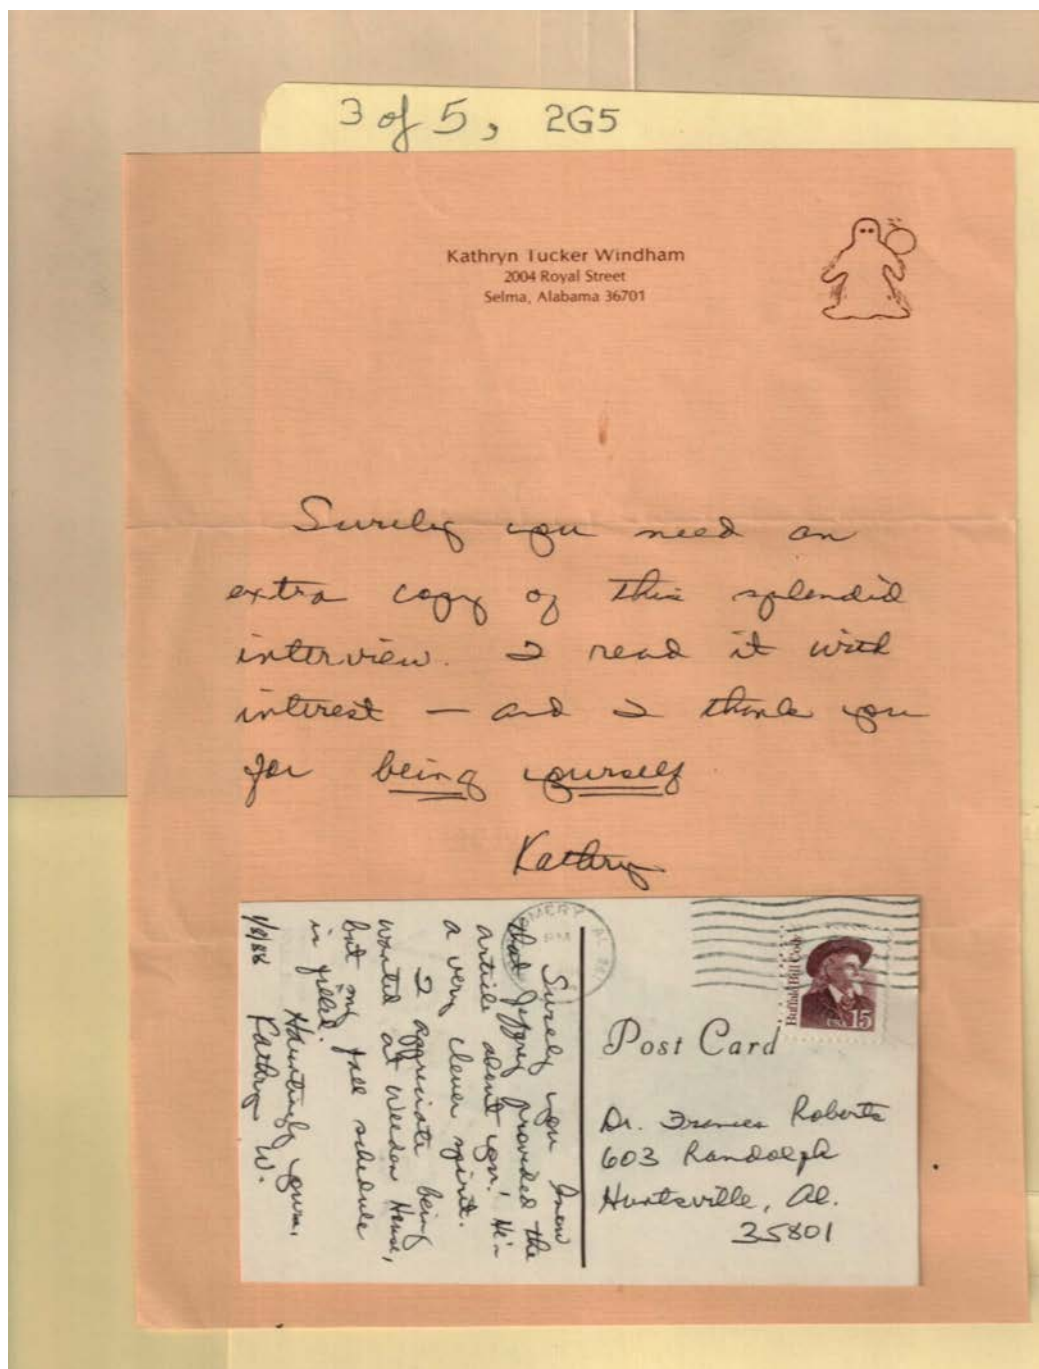 3 of 5, 2G5
Kathryn Tucker Windham
2004 Royal Street
Selma, Alabama 36701
Surely you need an
extra copy of this splendid
interview. I read it with
interest — and I thank you
for being yourself
Kathryn
Surely you knew
that Jeffrey provided the
article about you! He's
a very clever spirit.
I appreciate being
wanted at Weeden House,
but my fall schedule
is filled.
Hauntingly yours,
Kathryn W.
Post Card
Buffalo Bill Cody
USA 15
Dr. Frances Roberts
603 Randolph
Huntsville, Al.
35801